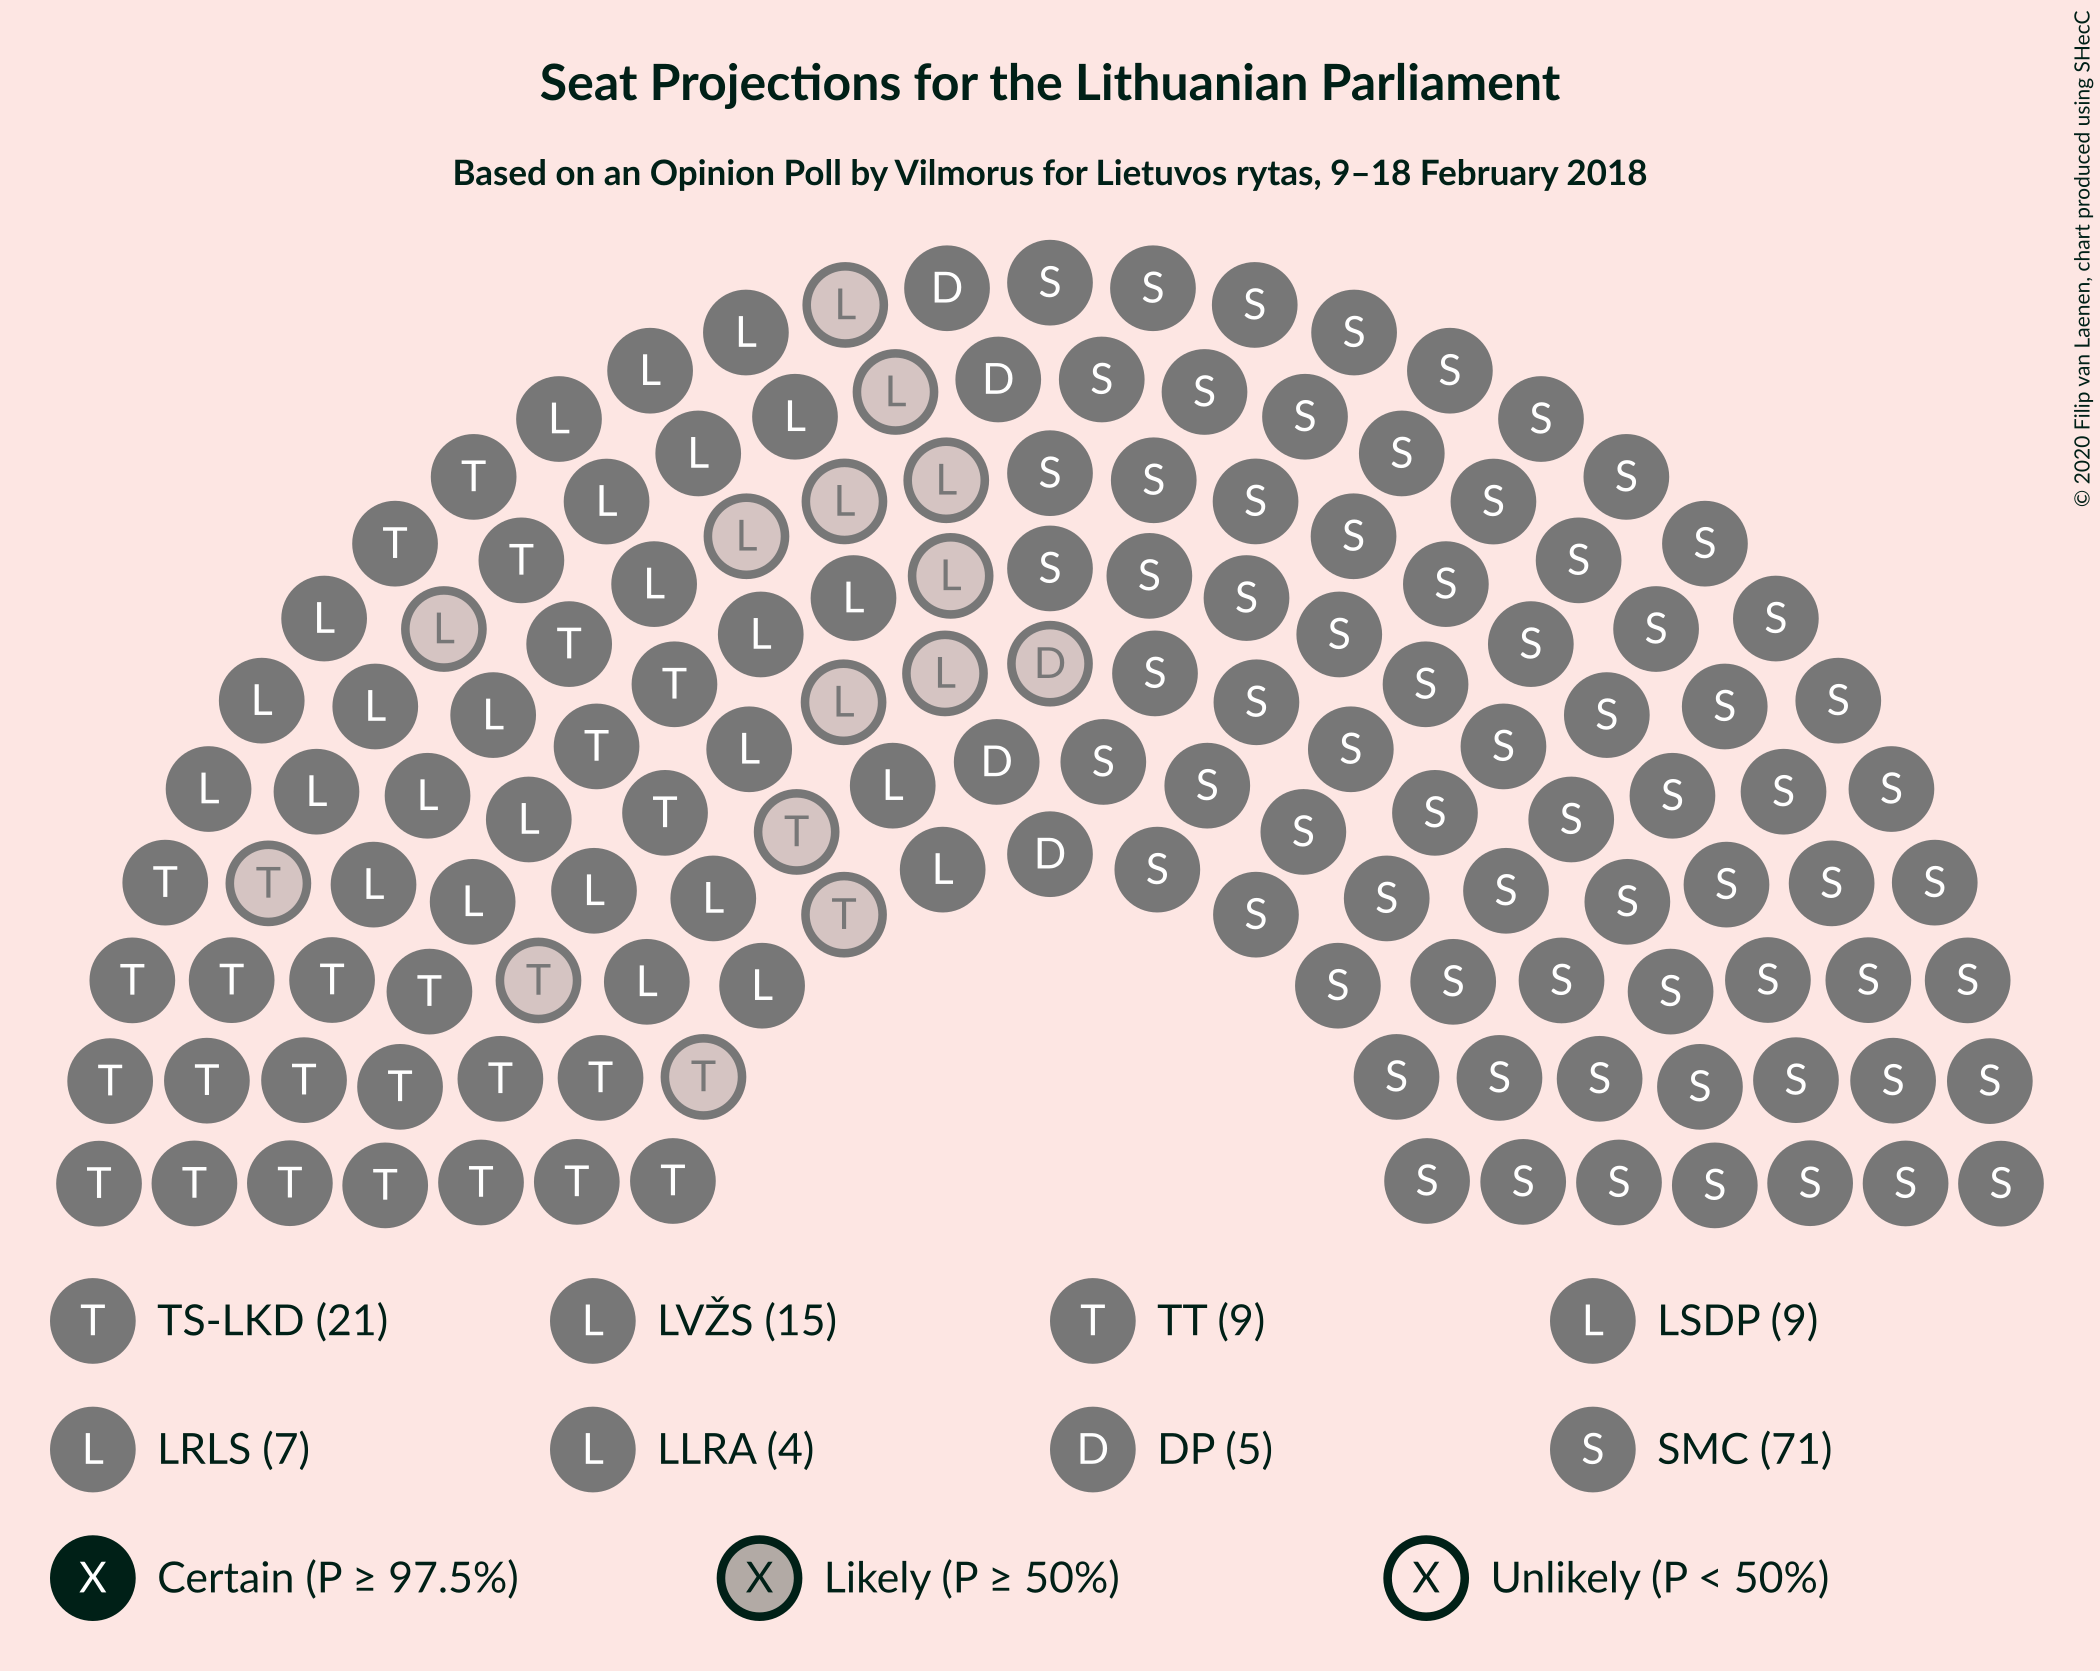 Seat Projections for the Lithuanian Parliament
Based on an Opinion Poll by Vilmorus for Lietuvos rytas, 9–18 February 2018
© 2020 Filip van Laenen, chart produced using SHecC
L D S S S
L S
L L D S S S
L L S S
T L L L S S S S
T T L L S S S
L L T L L L S S S S S S
L L L T T L L L D S S S S S S S
L L L L T T L T L D S S S S S S S S
T T L L L L T L D S S S S S S S S
T T T T T L L S S S S S S S
T T T T T T T S S S S S S S
T T T T T T T S S S S S S S
T TS-LKD (21) L LVŽS (15) T TT (9) L LSDP (9)
L LRLS (7) L LLRA (4) D DP (5) S SMC (71)
X Certain (P ≥ 97.5%) X Likely (P ≥ 50%) X Unlikely (P < 50%)